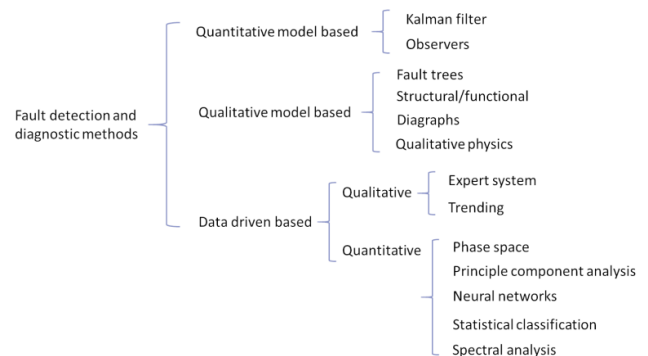 Fault detection and
diagnostic methods
Quantitative model based
Kalman filter
Observers
Qualitative model based
Fault trees
Structural/functional
Diagraphs
Qualitative physics
Data driven based
Qualitative
Expert system
Trending
Quantitative
Phase space
Principle component analysis
Neural networks
Statistical classification
Spectral analysis